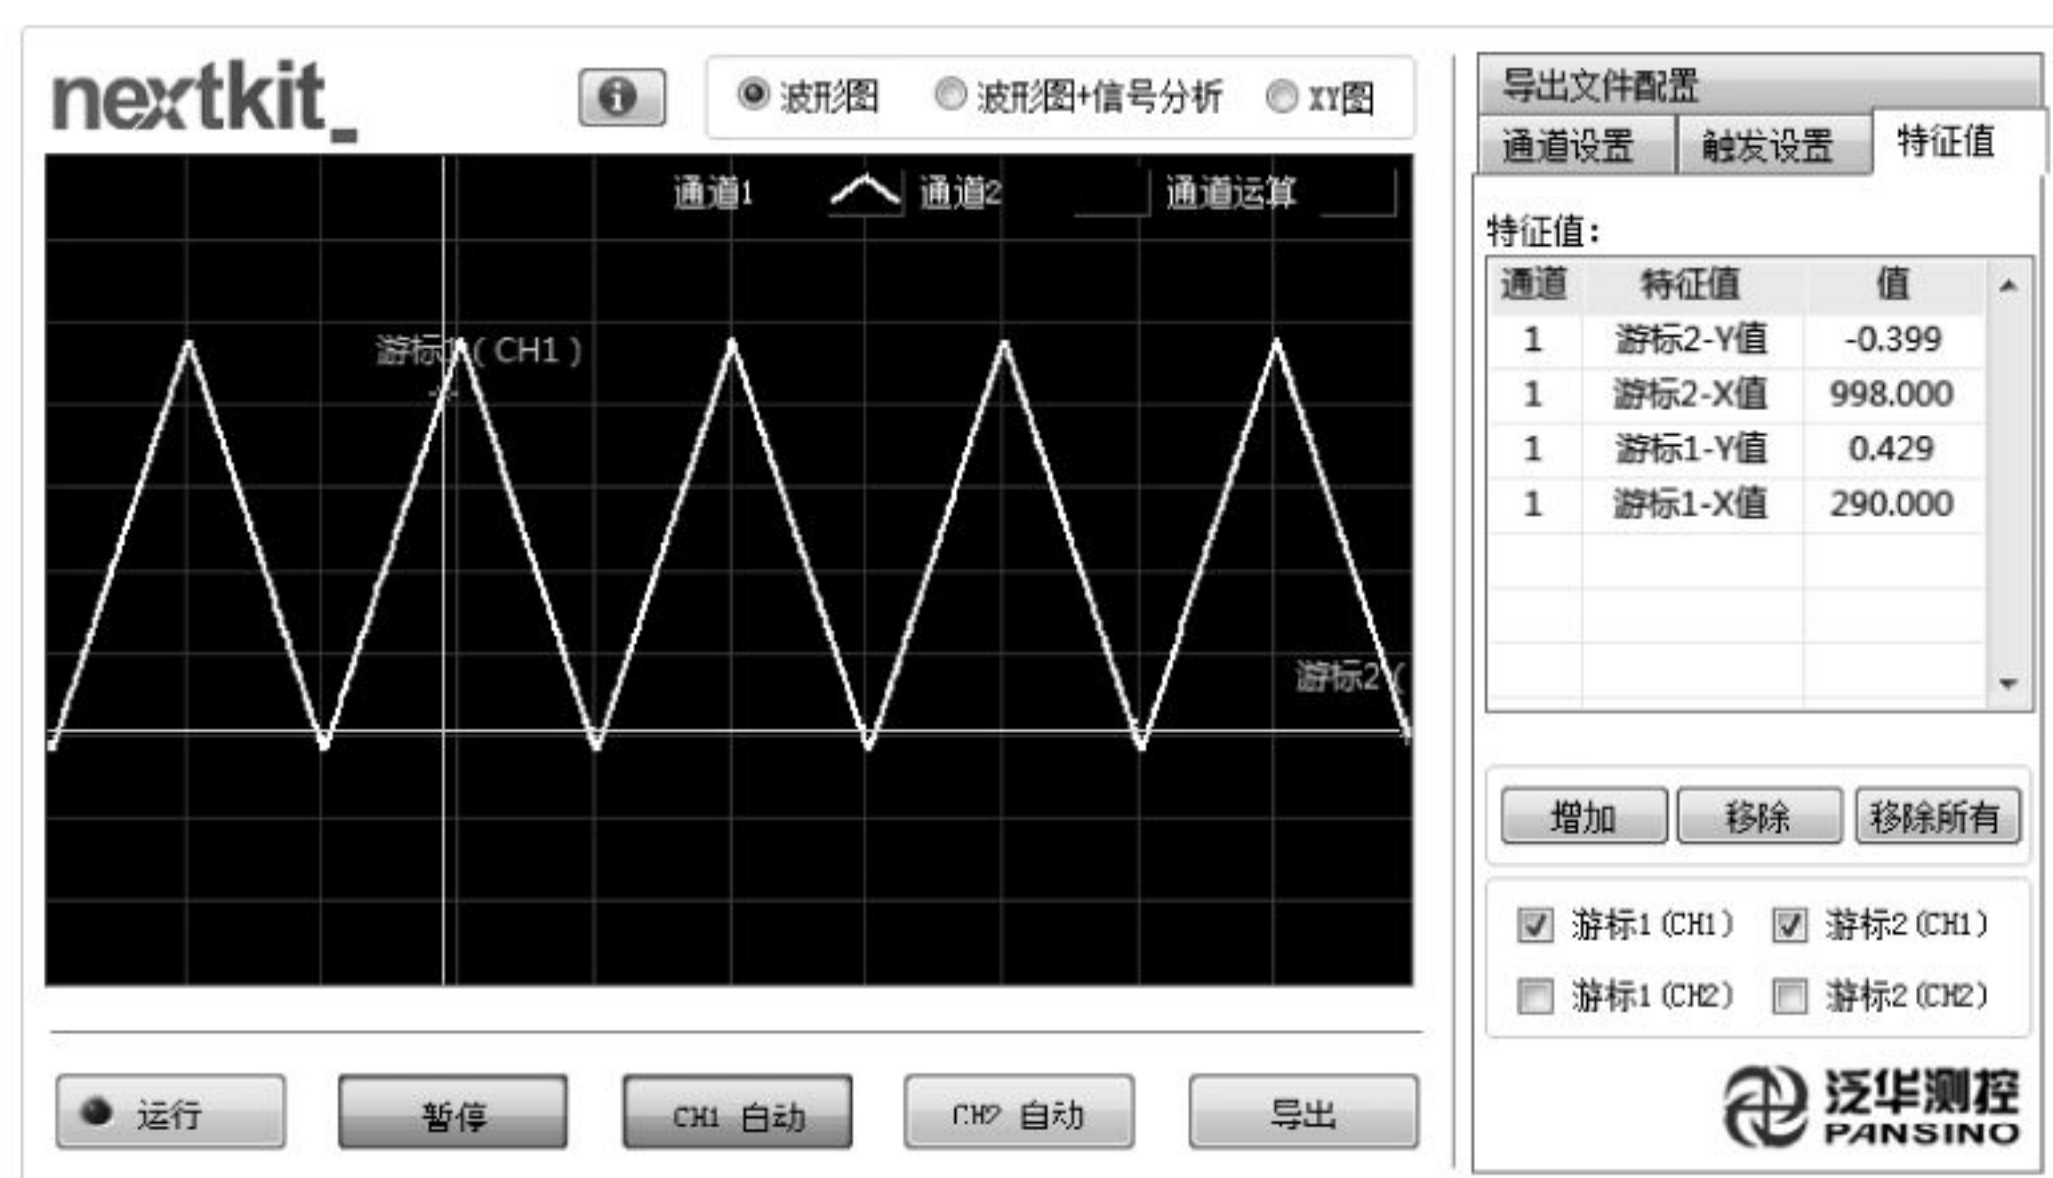 nextkit_
波形图 波形图+信号分析 XY图
通道1 通道2 通道运算
游标1(CH1)
游标2(
运行 暂停 CH1 自动 CH2 自动 导出
导出文件配置
通道设置 触发设置 特征值
特征值:
通道 特征值 值
1 游标2-Y值 -0.399
1 游标2-X值 998.000
1 游标1-Y值 0.429
1 游标1-X值 290.000
增加 移除 移除所有
游标1(CH1) 游标2(CH1)
游标1(CH2) 游标2(CH2)
泛华测控
PANSINO